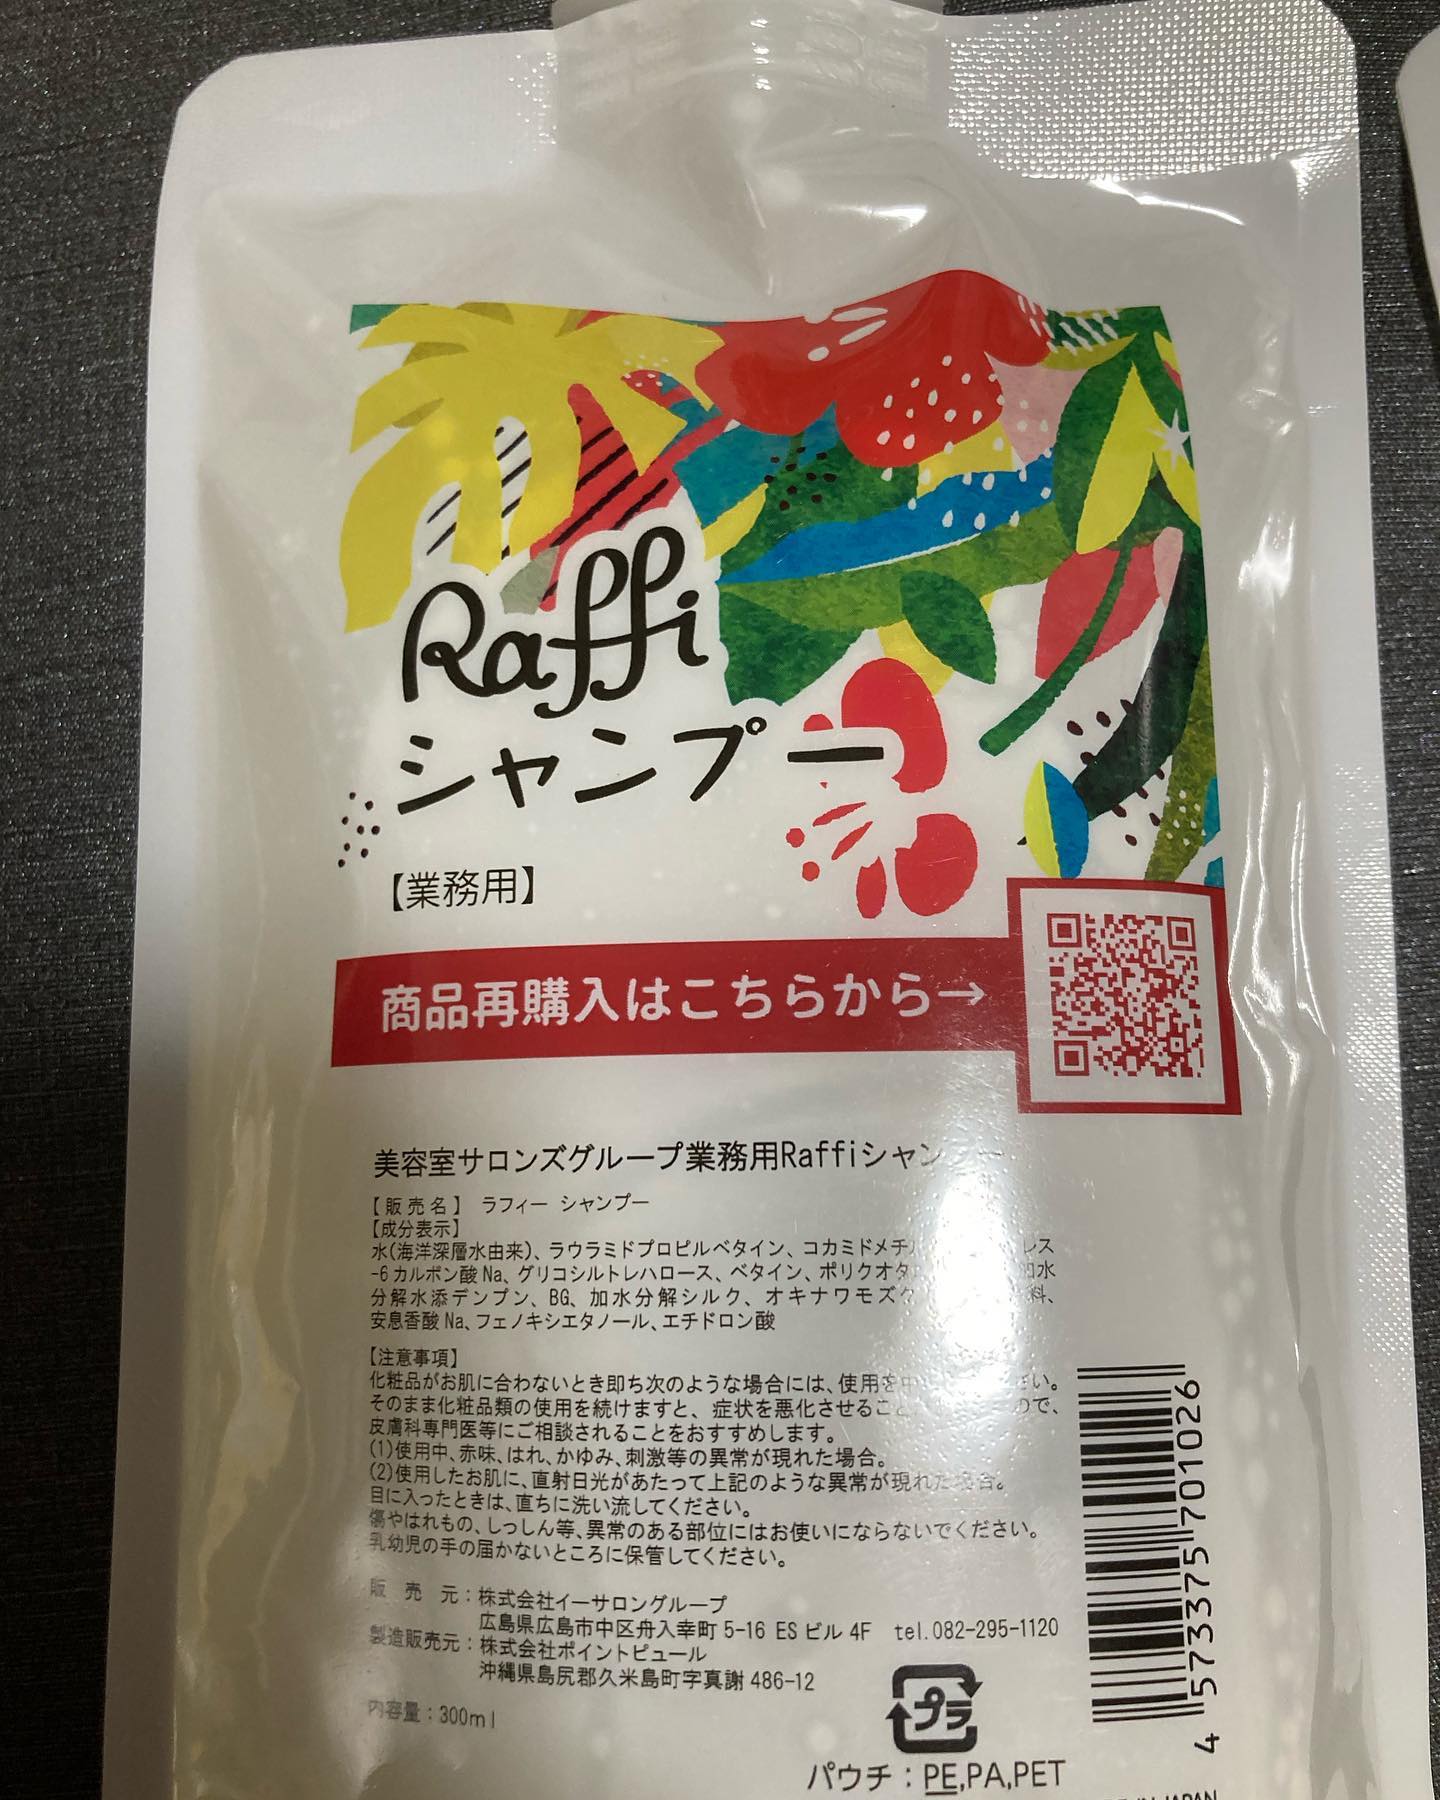 Raffi
シャンプー
【業務用】
商品再購入はこちらから→
美容室サロンズグループ業務用Raffiシャンプー
【販売名】 ラフィー シャンプー
【成分表示】
水(海洋深層水由来)、ラウラミドプロピルベタイン、コカミドメチル レス
-6カルボン酸Na、グリコシルトレハロース、ベタイン、ポリクオタ 加水
分解水添デンプン、BG、加水分解シルク、オキナワモズク 料、
安息香酸Na、フェノキシエタノール、エチドロン酸
【注意事項】
化粧品がお肌に合わないとき即ち次のような場合には、使用を中 さい。
そのまま化粧品類の使用を続けますと、症状を悪化させること ので、
皮膚科専門医等にご相談されることをおすすめします。
(1)使用中、赤味、はれ、かゆみ、刺激等の異常が現れた場合。
(2)使用したお肌に、直射日光があたって上記のような異常が現れた場合。
目に入ったときは、直ちに洗い流してください。
傷やはれもの、しっしん等、異常のある部位にはお使いにならないでください。
乳幼児の手の届かないところに保管してください。
販 売 元：株式会社イーサロングループ
広島県広島市中区舟入幸町 5-16 ES ビル 4F tel.082-295-1120
製造販売元：株式会社ポイントピュール
沖縄県島尻郡久米島町字真謝 486-12
内容量：300ml
プラ
パウチ：PE,PA,PET
4 573375 701026
IN JAPAN